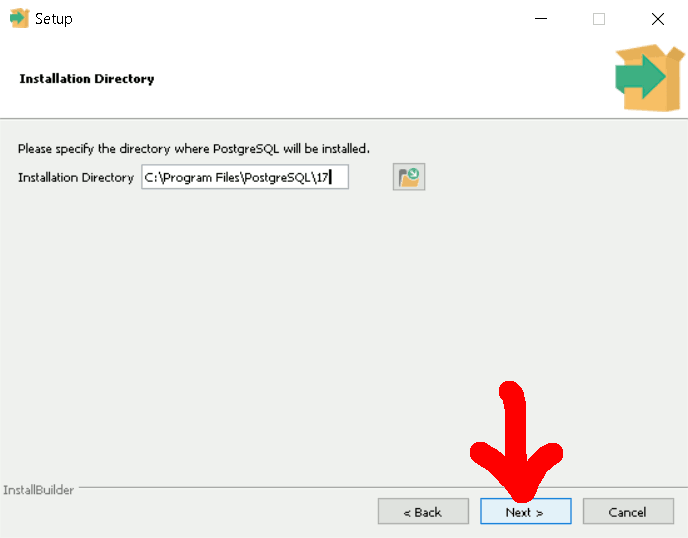 Setup
Installation Directory
Please specify the directory where PostgreSQL will be installed.
Installation Directory C:\Program Files\PostgreSQL\17
InstallBuilder
< Back Next > Cancel